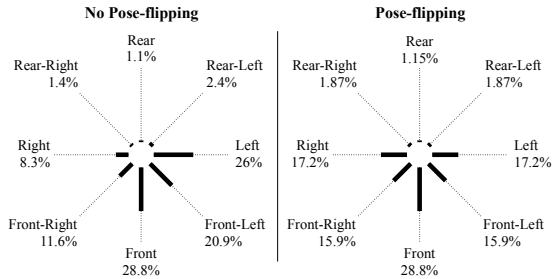 No Pose-flipping
Rear
1.1%
Rear-Right
1.4%
Rear-Left
2.4%
Right
8.3%
Left
26%
Front-Right
11.6%
Front-Left
20.9%
Front
28.8%
Pose-flipping
Rear
1.15%
Rear-Right
1.87%
Rear-Left
1.87%
Right
17.2%
Left
17.2%
Front-Right
15.9%
Front-Left
15.9%
Front
28.8%